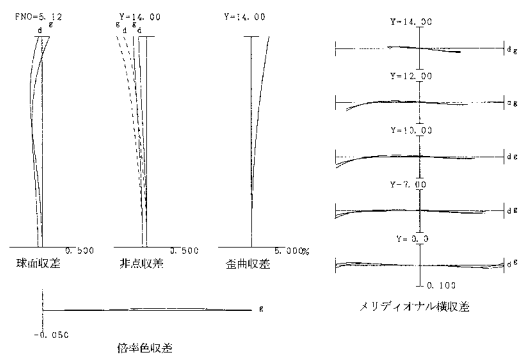 FNO=5.12
g
d
0.500
球面収差
Y=14.00
g g
d d
0.500
非点収差
Y=14.00
5.000%
歪曲収差
g
-0.050
倍率色収差
Y=14.00
d g
Y=12.00
d g
Y=10.00
d g
Y=7.00
d g
Y=0.0
d g
0.100
メリディオナル横収差